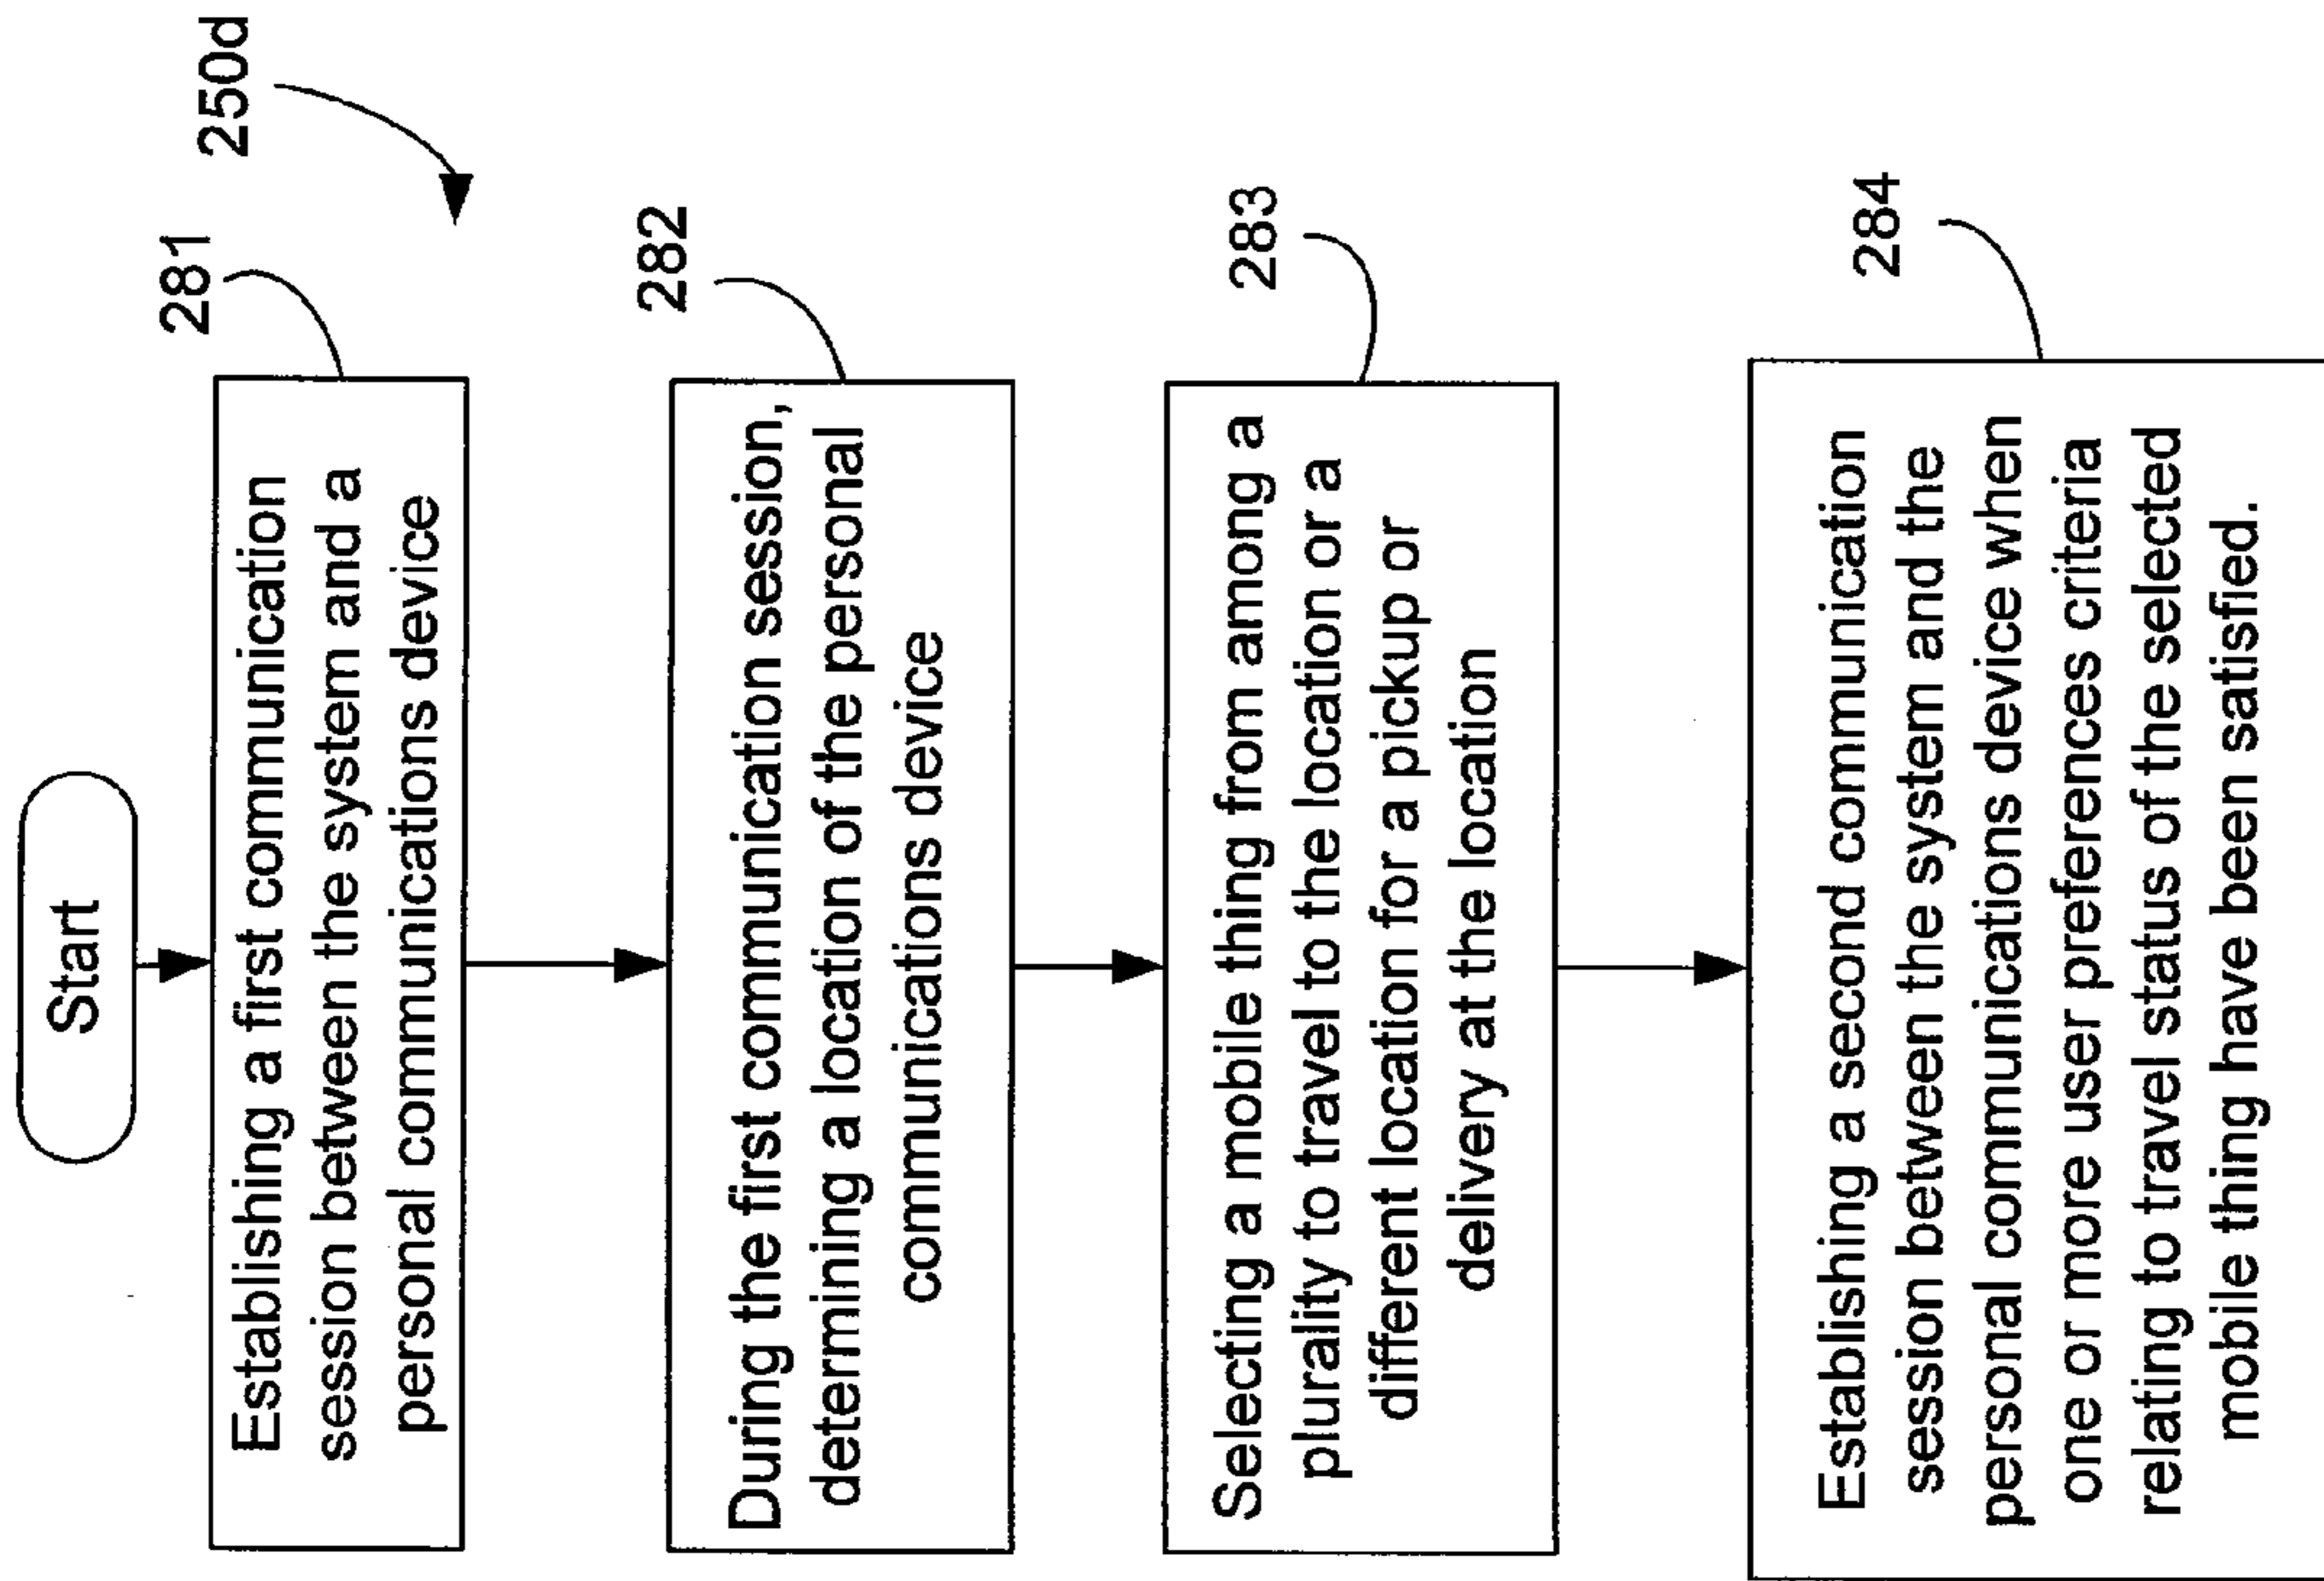 Start
250d
281
Establishing a first communication
session between the system and a
personal communications device
282
During the first communication session,
determining a location of the personal
communications device
283
Selecting a mobile thing from among a
plurality to travel to the location or a
different location for a pickup or
delivery at the location
284
Establishing a second communication
session between the system and the
personal communications device when
one or more user preferences criteria
relating to travel status of the selected
mobile thing have been satisfied.